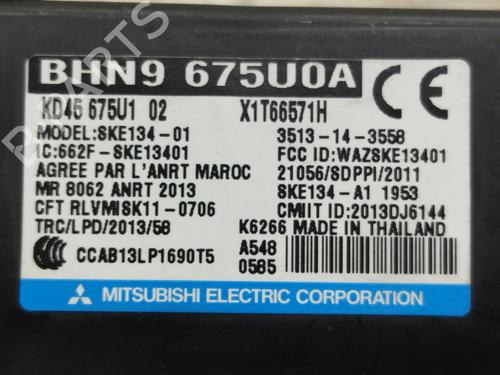 BHN9 675U0A CE
KD45 675U1 02 X1T66571H
MODEL:SKE134-01 3513-14-3558
IC:662F-SKE13401 FCC ID:WAZSKE13401
AGREE PAR L'ANRT MAROC 21056/SDPPI/2011
MR 8062 ANRT 2013 SKE134-A1 1953
CFT RLVMISK11-0706 CMIIT ID:2013DJ6144
TRC/LPD/2013/58 K6266 MADE IN THAILAND
CCAB13LP1690T5 A548
0585
MITSUBISHI ELECTRIC CORPORATION